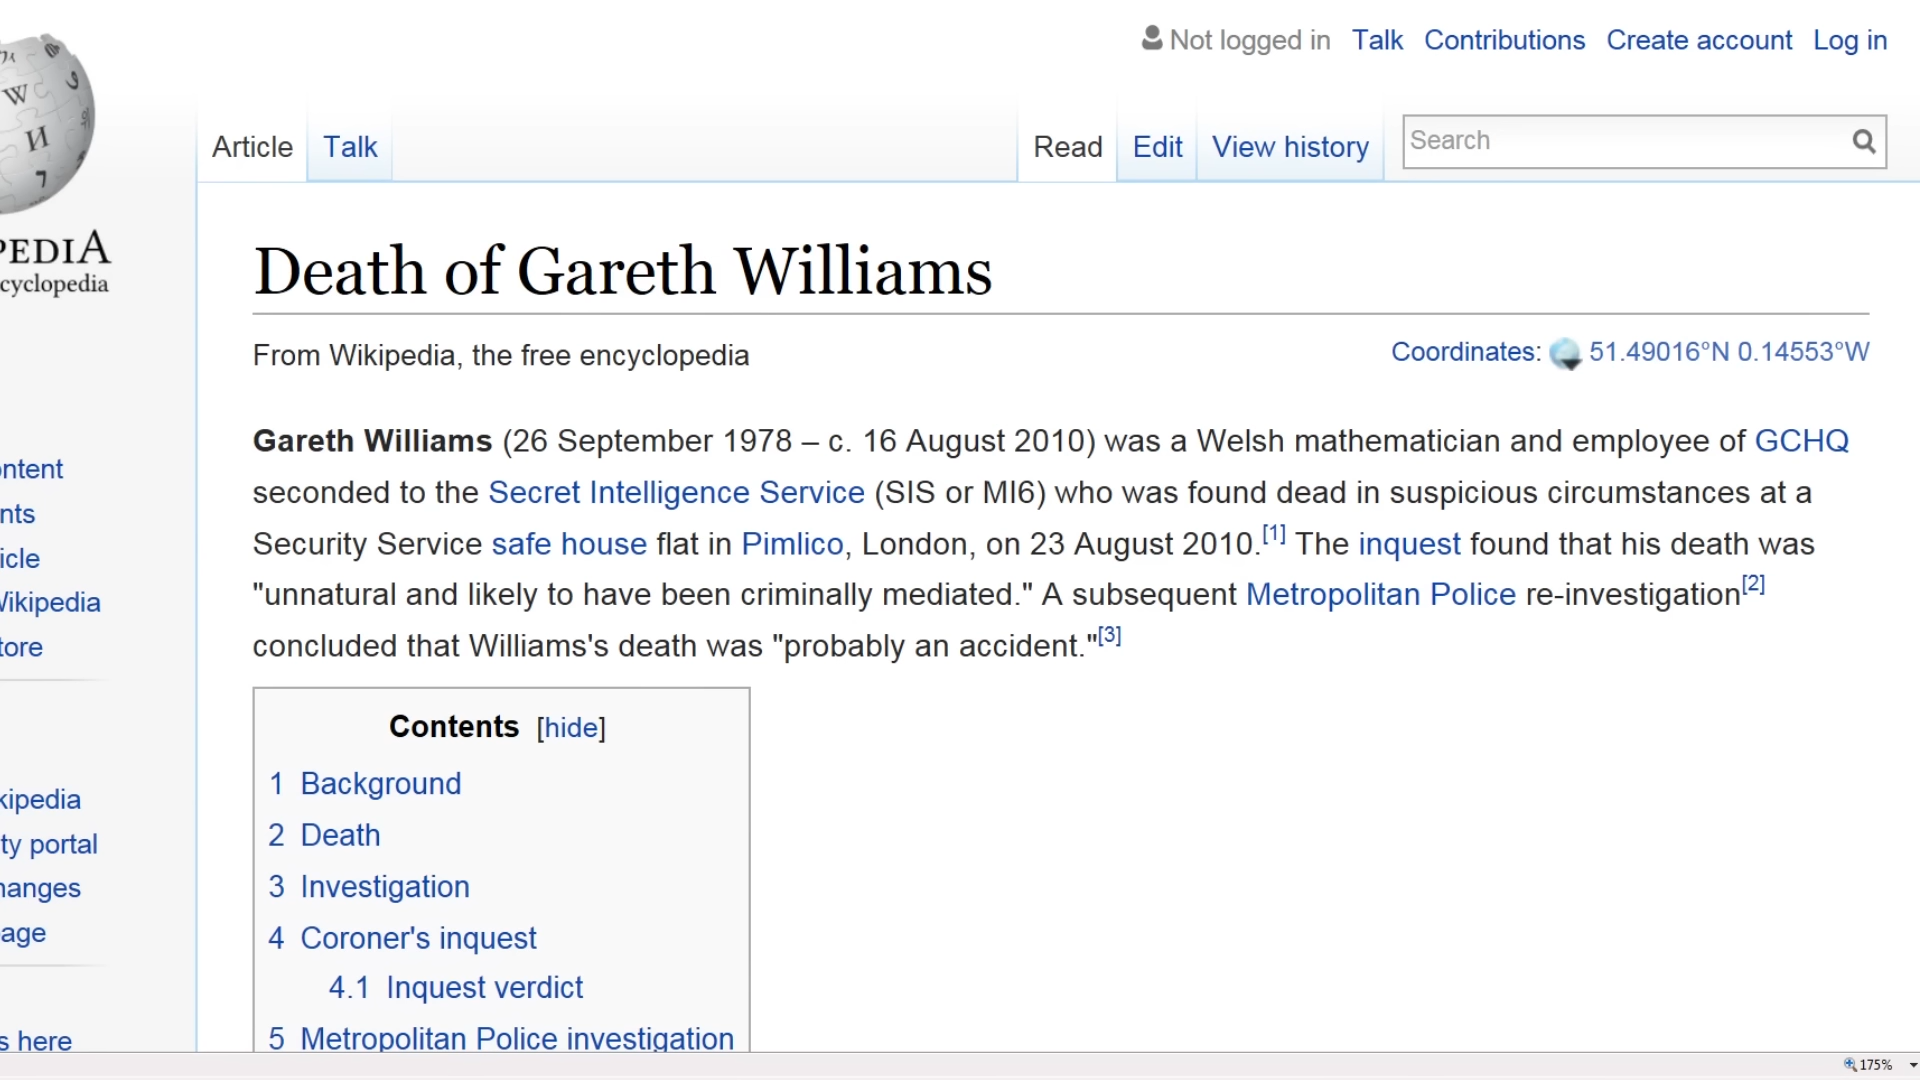 Not logged in Talk Contributions Create account Log in
Article Talk Read Edit View history Search
PEDIA
cyclopedia
Death of Gareth Williams
From Wikipedia, the free encyclopedia
Coordinates: 51.49016°N 0.14553°W
Gareth Williams (26 September 1978 – c. 16 August 2010) was a Welsh mathematician and employee of GCHQ
seconded to the Secret Intelligence Service (SIS or MI6) who was found dead in suspicious circumstances at a
Security Service safe house flat in Pimlico, London, on 23 August 2010.[1] The inquest found that his death was
"unnatural and likely to have been criminally mediated." A subsequent Metropolitan Police re-investigation[2]
concluded that Williams's death was "probably an accident."[3]
Contents [hide]
1 Background
2 Death
3 Investigation
4 Coroner's inquest
4.1 Inquest verdict
5 Metropolitan Police investigation
ontent
nts
icle
Wikipedia
tore
kipedia
ty portal
hanges
age
s here
175%